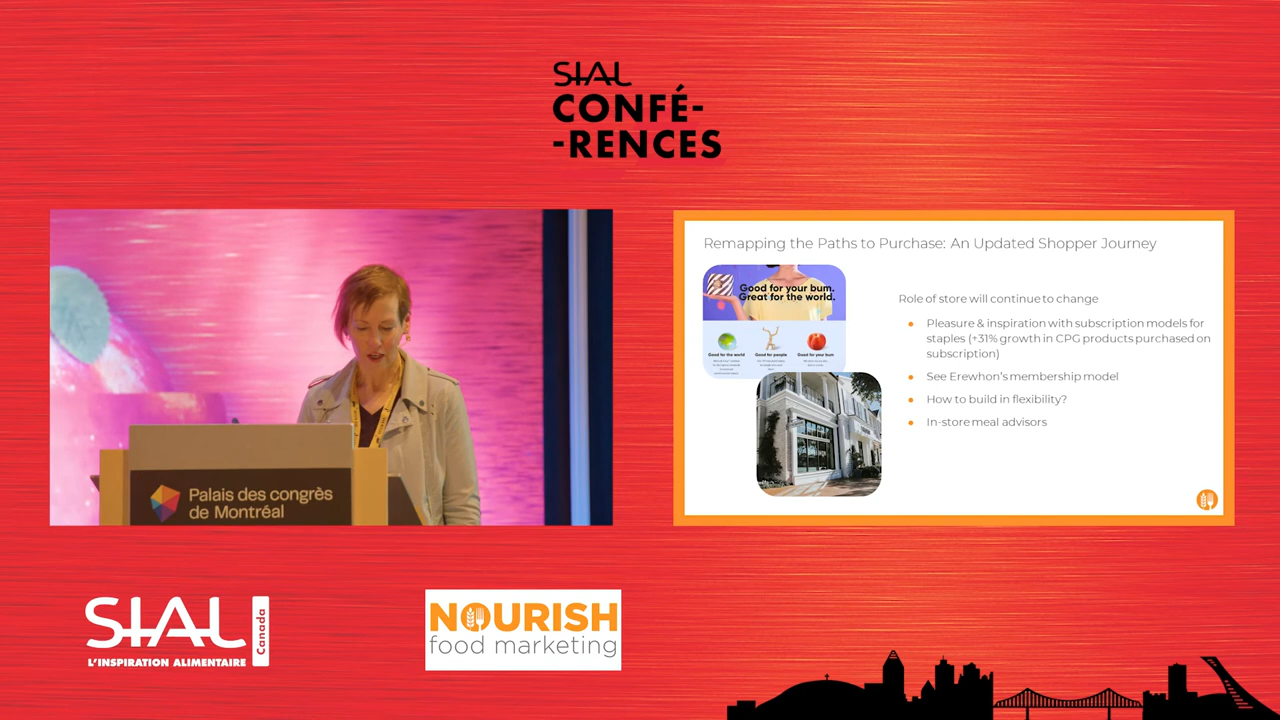 SIAL
CONFÉ-
-RENCES
Palais des congrès
de Montréal
Remapping the Paths to Purchase: An Updated Shopper Journey
Good for your bum.
Great for the world.
Good for the world
Good for people
Good for your bum
Role of store will continue to change
Pleasure & inspiration with subscription models for
staples (+31% growth in CPG products purchased on
subscription)
See Erewhon's membership model
How to build in flexibility?
In-store meal advisors
SIAL
Canada
L'INSPIRATION ALIMENTAIRE
NOURISH
food marketing